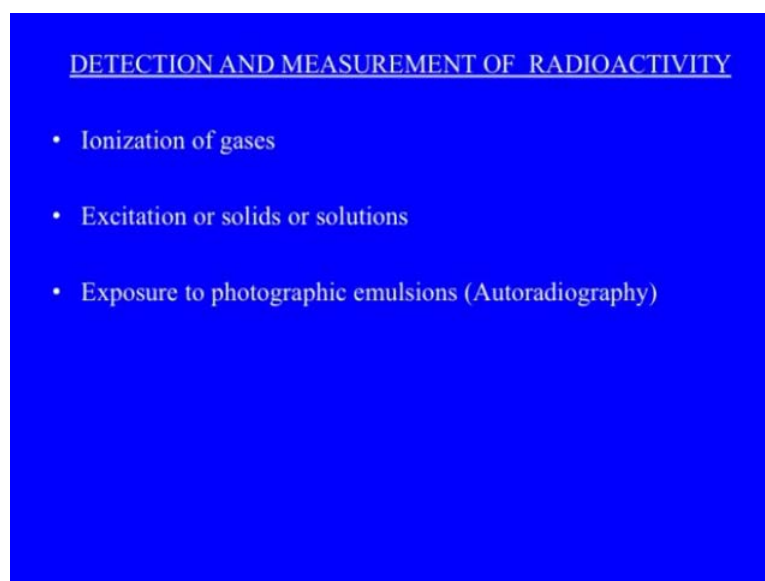 DETECTION AND MEASUREMENT OF RADIOACTIVITY
• Ionization of gases
• Excitation or solids or solutions
• Exposure to photographic emulsions (Autoradiography)